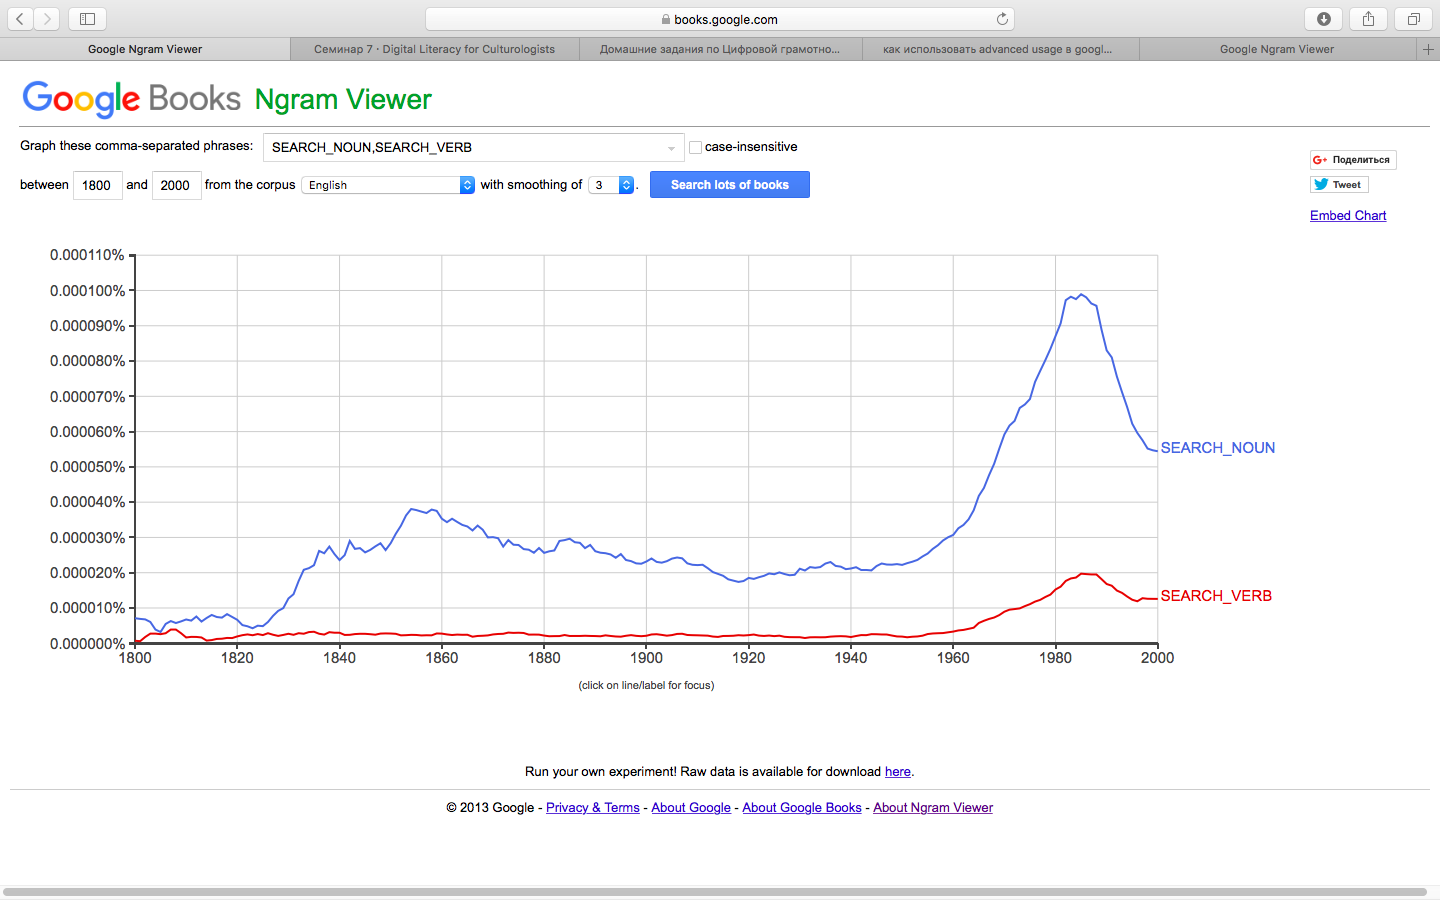 books.google.com
Google Ngram Viewer
Семинар 7 · Digital Literacy for Culturologists
Домашние задания по Цифровой грамотно...
как использовать advanced usage в googl...
Google Ngram Viewer
Google Books Ngram Viewer
Graph these comma-separated phrases: SEARCH_NOUN,SEARCH_VERB case-insensitive
between 1800 and 2000 from the corpus English with smoothing of 3 . Search lots of books
G+ Поделиться
Tweet
Embed Chart
0.000110%
0.000100%
0.000090%
0.000080%
0.000070%
0.000060%
0.000050%
0.000040%
0.000030%
0.000020%
0.000010%
0.000000%
SEARCH_NOUN
SEARCH_VERB
1800 1820 1840 1860 1880 1900 1920 1940 1960 1980 2000
(click on line/label for focus)
Run your own experiment! Raw data is available for download here.
© 2013 Google - Privacy & Terms - About Google - About Google Books - About Ngram Viewer